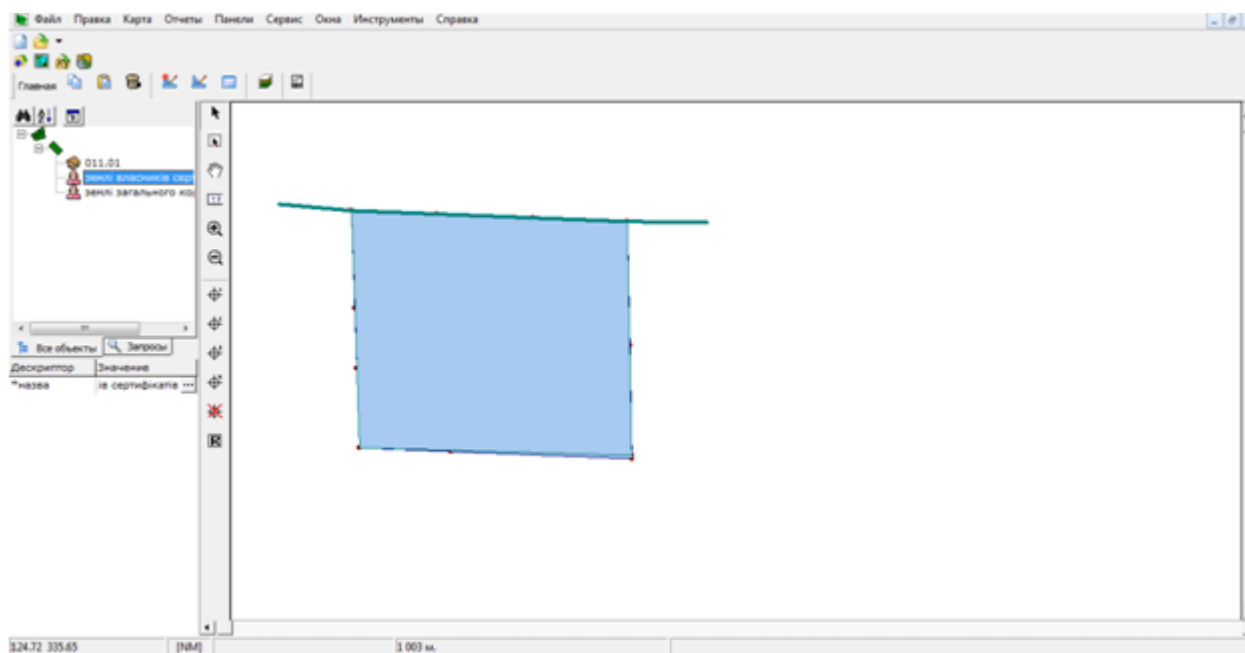 Файл Правка Карта Отчеты Панели Сервис Окна Инструменты Справка
Главная
011.01
землі власників серт
землі загального ко
Все объекты Запросы
Дескриптор Значение
*назва ів сертифікатів ...
124.72 335.65 [NM] 1 003 м.